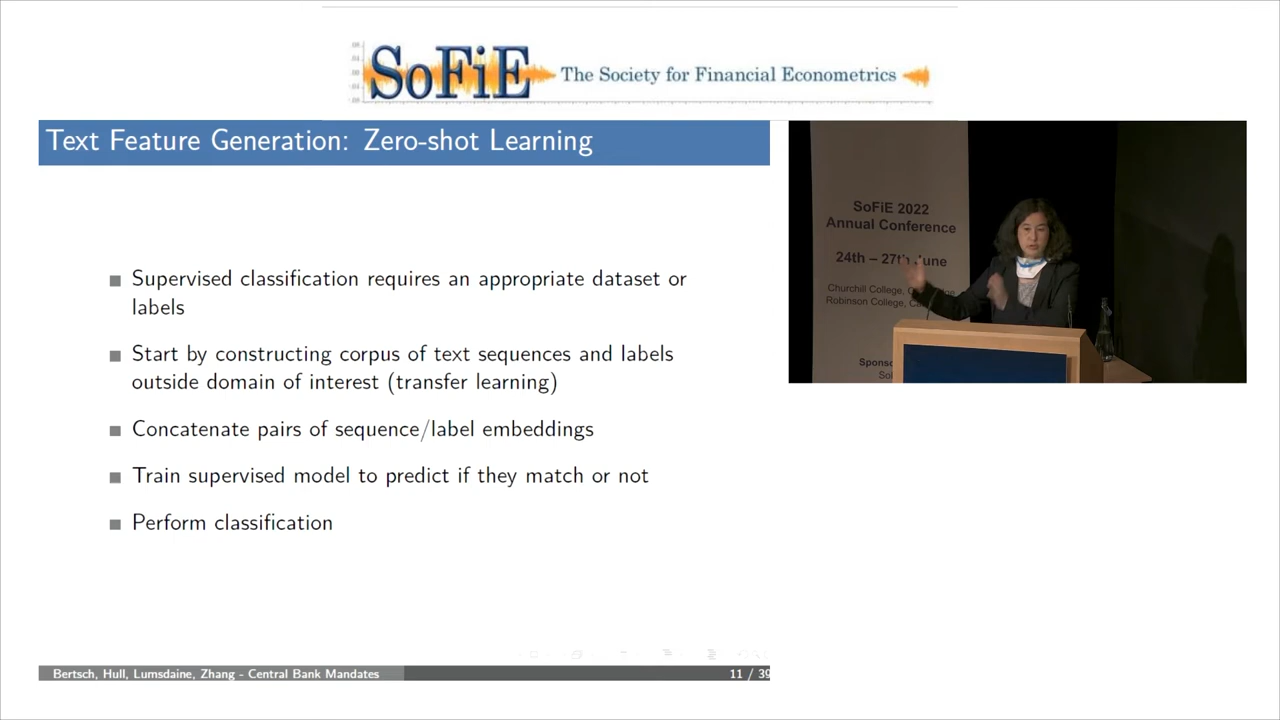 SoFiE The Society for Financial Econometrics
Text Feature Generation: Zero-shot Learning
Supervised classification requires an appropriate dataset or
labels
Start by constructing corpus of text sequences and labels
outside domain of interest (transfer learning)
Concatenate pairs of sequence/label embeddings
Train supervised model to predict if they match or not
Perform classification
Bertsch, Hull, Lumsdaine, Zhang - Central Bank Mandates
11 / 39
SoFiE 2022
Annual Conference
24th – 27th June
Churchill College,
Robinson College,